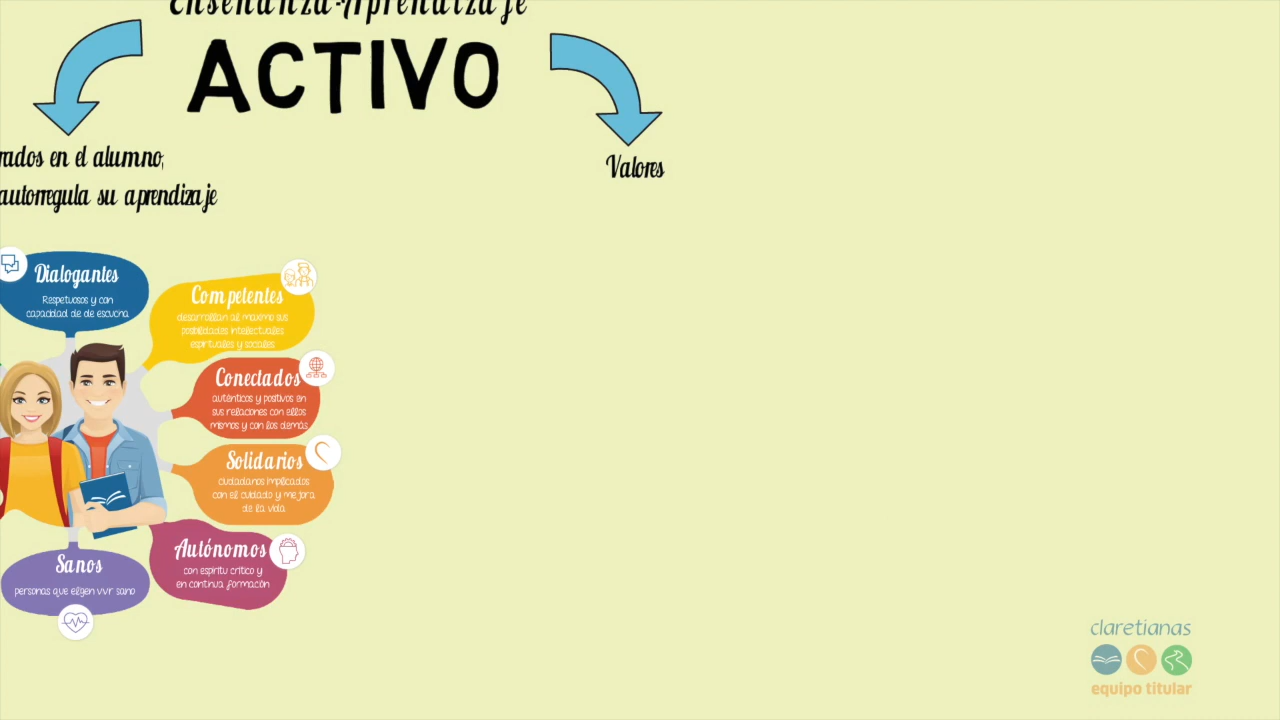 Enseñanza-Aprendizaje
ACTIVO
rados en el alumno,
autorregula su aprendizaje
Valores
Dialogantes
Respetuosos y con
capacidad de de escucha
Competentes
desarrollan al máximo sus
posibilidades intelectuales
espirituales y sociales
Conectados
auténticos y positivos en
sus relaciones con ellos
mismos y con los demás
Solidarios
ciudadanos implicados
con el cuidado y mejora
de la vida
Autónomos
con espíritu crítico y
en continua formación
Sanos
personas que eligen vivir sano
claretianas
equipo titular